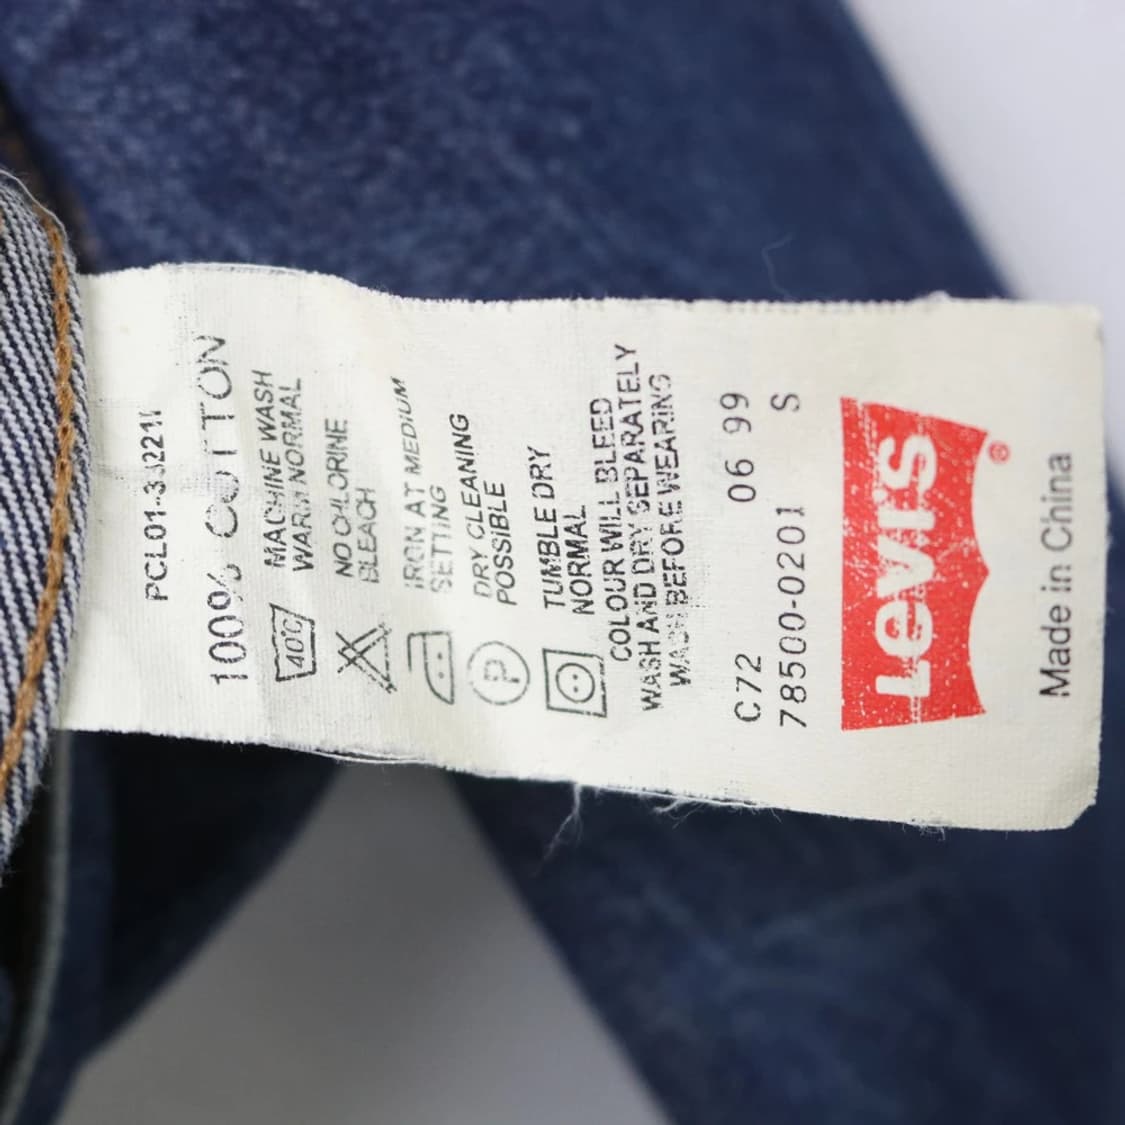 100% COTTON
40°C
MACHINE WASH
WARM NORMAL
NO CHLORINE
BLEACH
IRON AT MEDIUM
SETTING
P
DRY CLEANING
POSSIBLE
TUMBLE DRY
NORMAL
COLOUR WILL BLEED
WASH AND DRY SEPARATELY
WASH BEFORE WEARING
C72 06 99
78500-0201 S
Levi's ®
Made in China